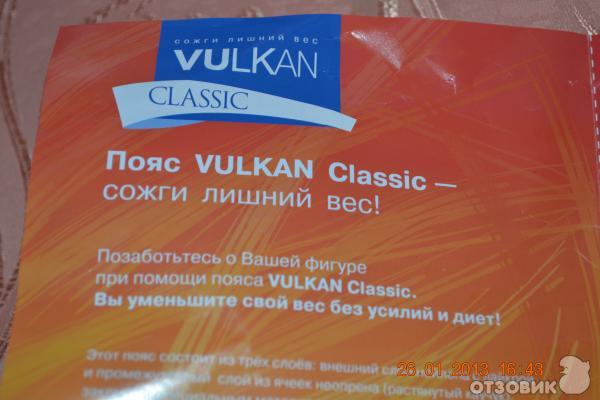 сожги лишний вес
VULKAN
CLASSIC
Пояс VULKAN Classic —
сожги лишний вес!
Позаботьтесь о Вашей фигуре
при помощи пояса VULKAN Classic.
Вы уменьшите свой вес без усилий и диет!
Этот пояс состоит из трёх слоёв: внешний
и промежуточный слой из ячеек неопрена (растянутый
26.01.2013 16:43
ОТЗОВИК